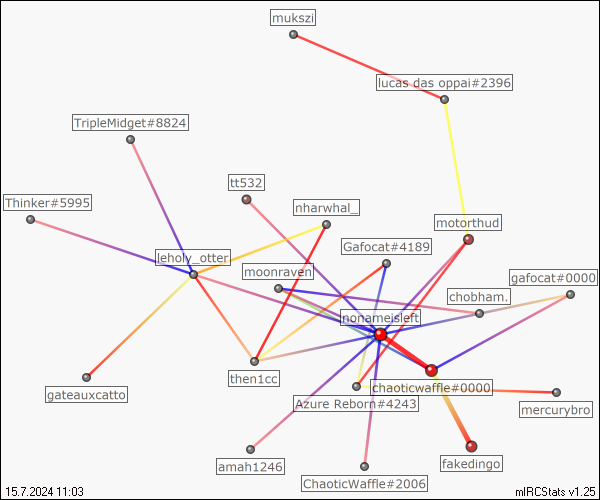 mukszi
lucas das oppai#2396
TripleMidget#8824
tt532
Thinker#5995
nharwhal_
motorthud
Gafocat#4189
leholy_otter
moonraven
gafocat#0000
chobham.
nonameisleft
then1cc
chaoticwaffle#0000
gateauxcatto
Azure Reborn#4243
mercurybro
amah1246
fakedingo
ChaoticWaffle#2006
15.7.2024 11:03
mIRCStats v1.25